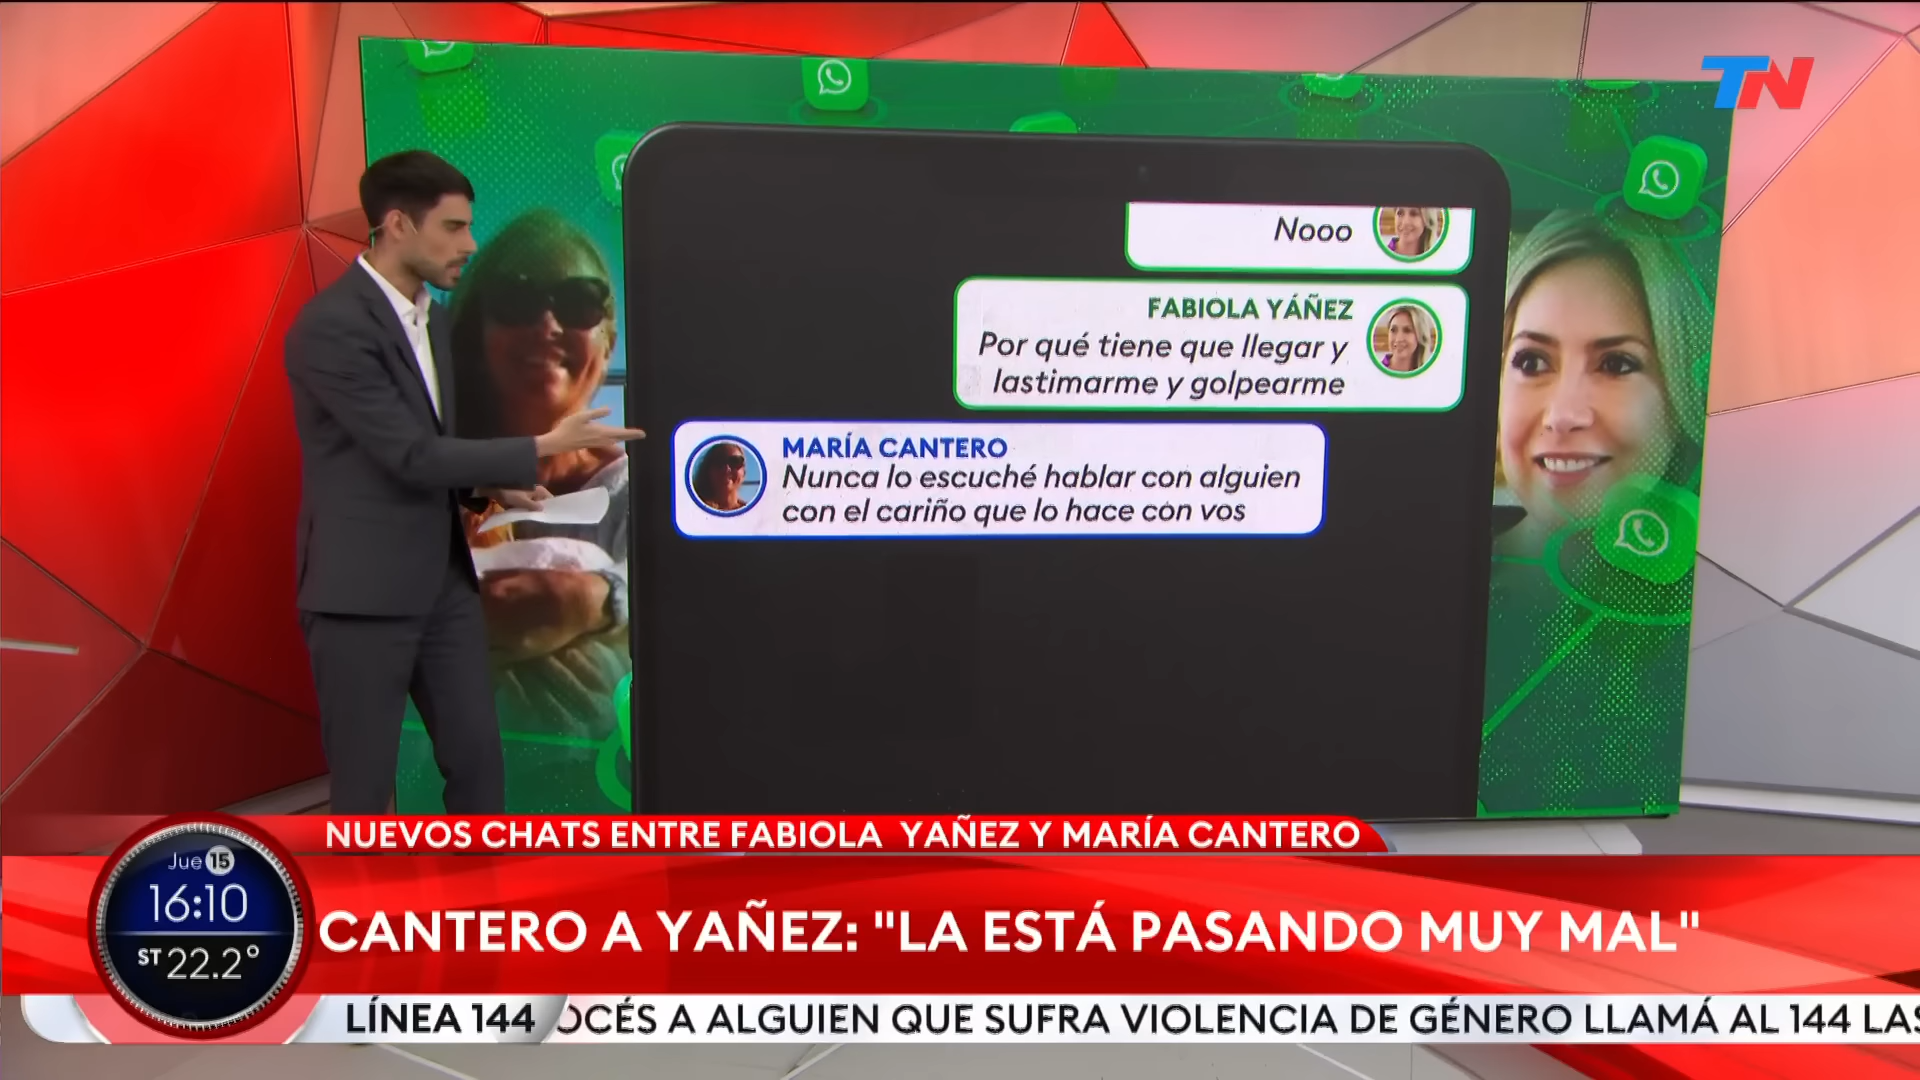 TN
Nooo
FABIOLA YÁÑEZ
Por qué tiene que llegar y
lastimarme y golpearme
MARÍA CANTERO
Nunca lo escuché hablar con alguien
con el cariño que lo hace con vos
NUEVOS CHATS ENTRE FABIOLA YAÑEZ Y MARÍA CANTERO
Jue 15
16:10
ST 22.2°
CANTERO A YAÑEZ: "LA ESTÁ PASANDO MUY MAL"
LÍNEA 144 OCÉS A ALGUIEN QUE SUFRA VIOLENCIA DE GÉNERO LLAMÁ AL 144 LAS